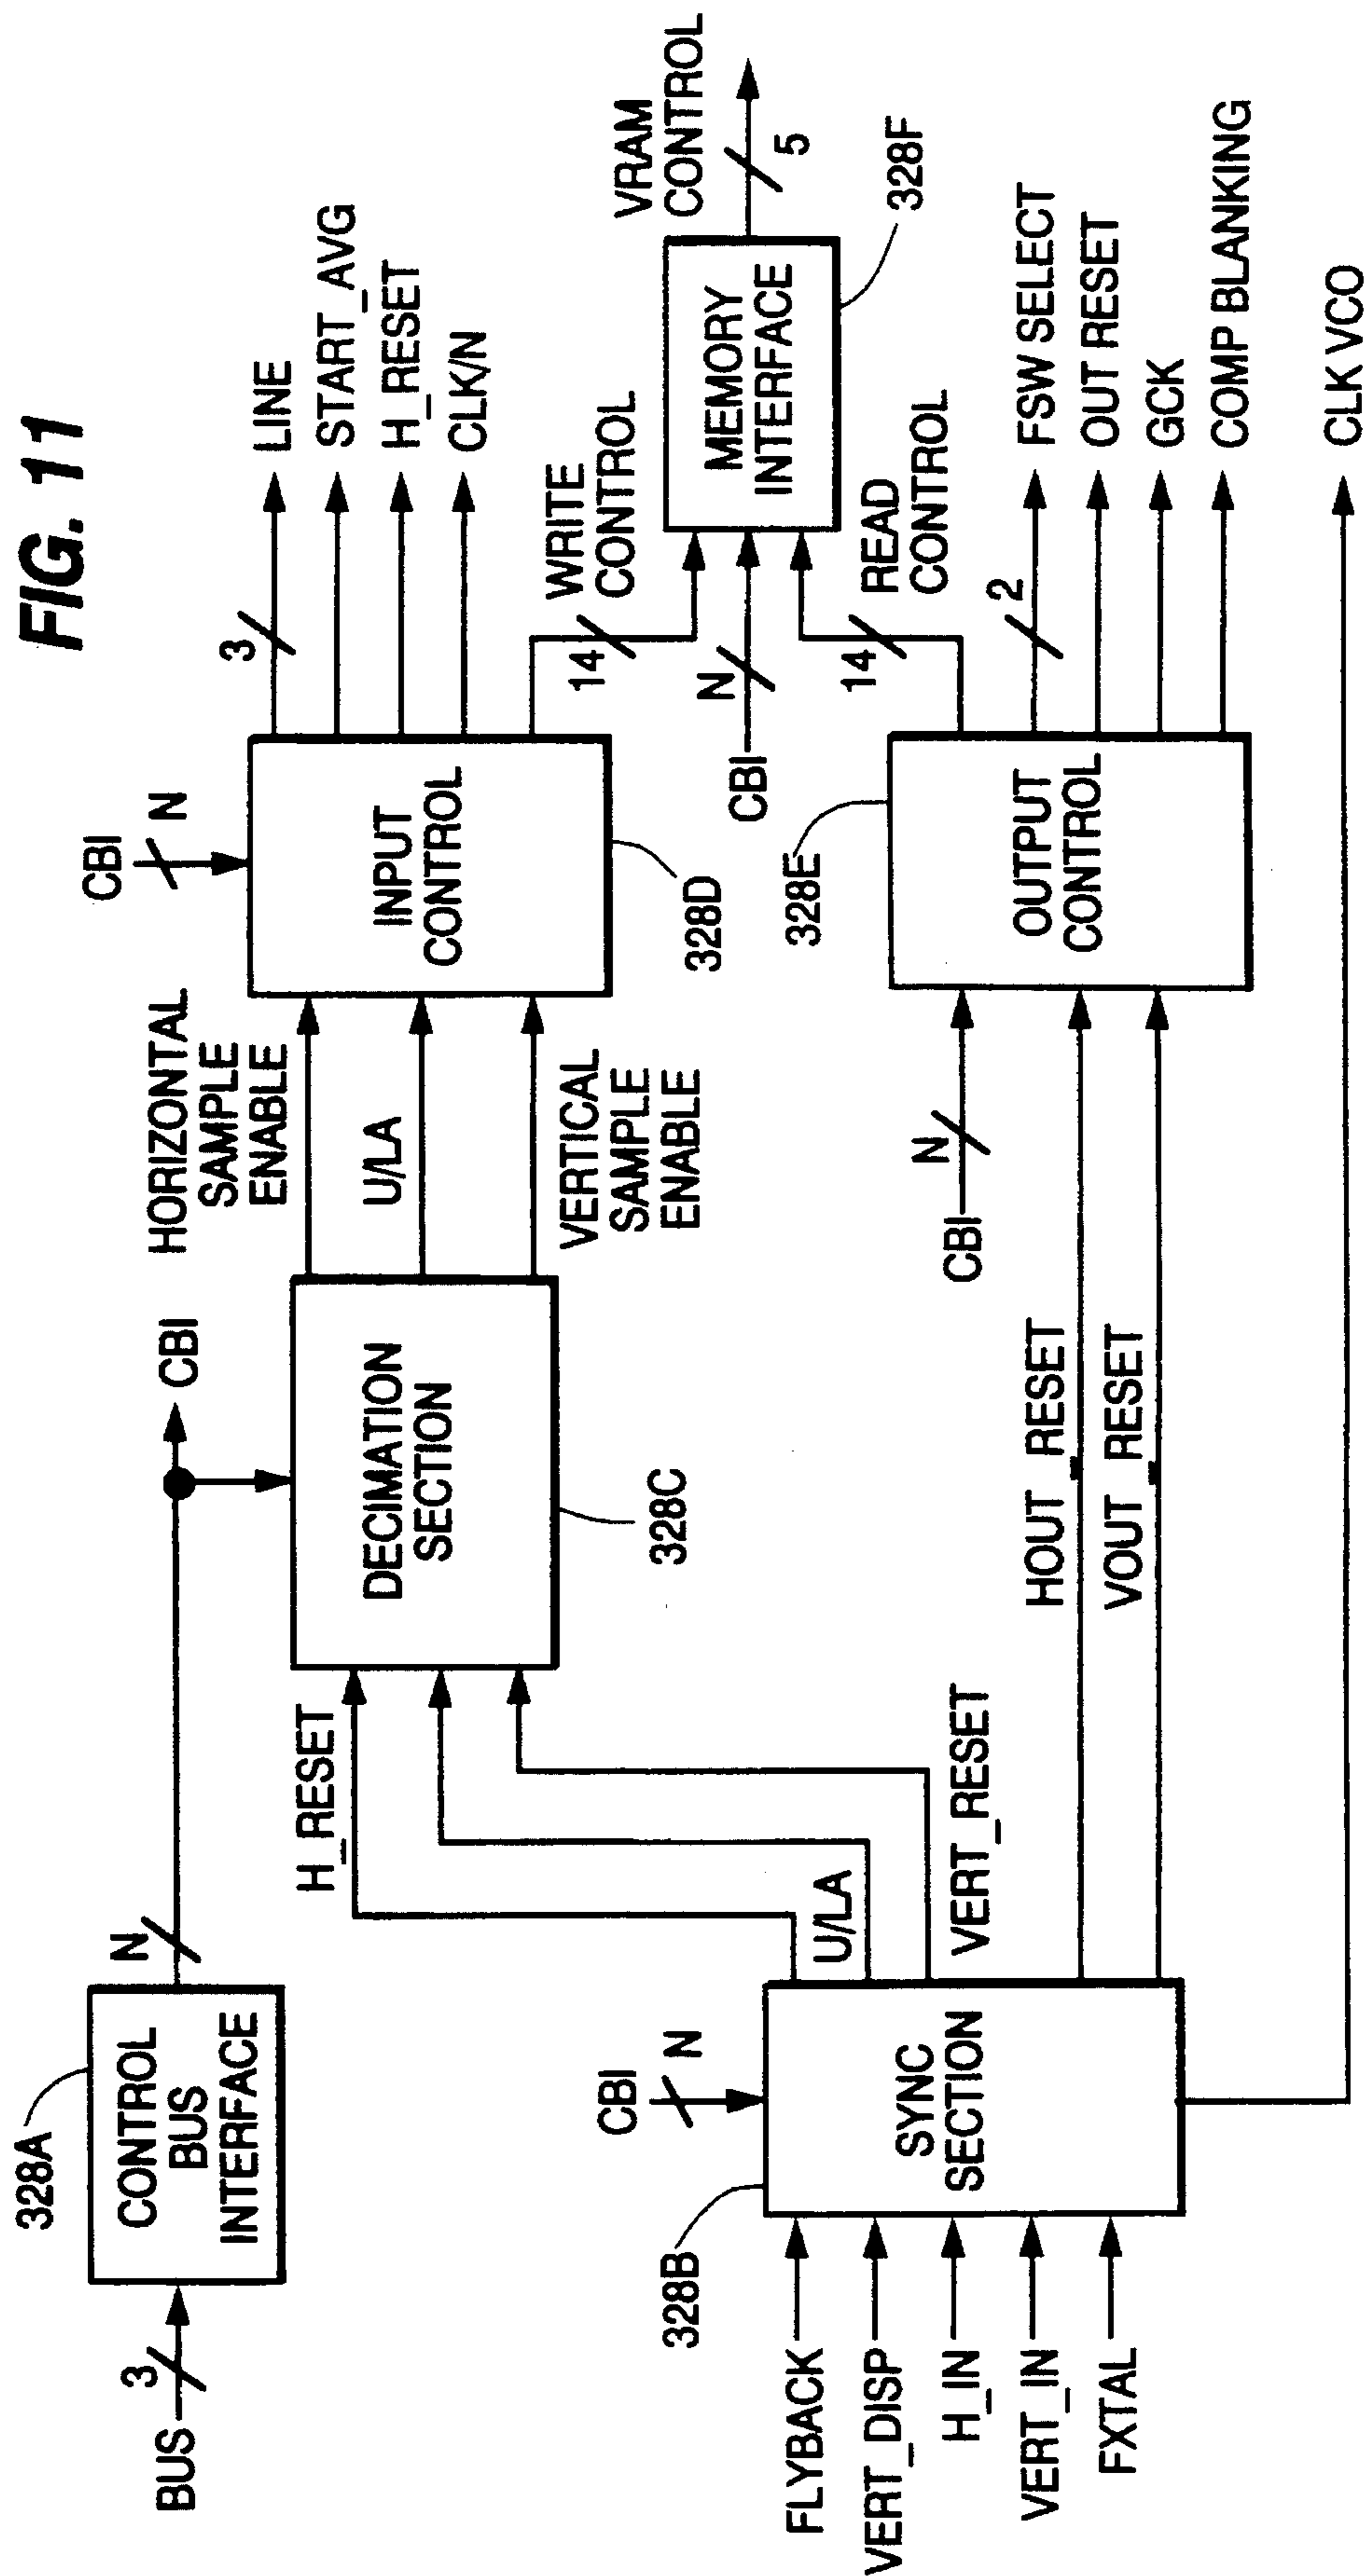 FIG. 11
328A
BUS
3
CONTROL
BUS
INTERFACE
N
CBI
H_RESET
U/LA
VERT_RESET
DECIMATION
SECTION
328C
HORIZONTAL
SAMPLE
ENABLE
U/LA
VERTICAL
SAMPLE
ENABLE
CBI
N
INPUT
CONTROL
328D
3
LINE
START_AVG
H_RESET
CLK/N
WRITE
CONTROL
14
CBI
N
14
READ
CONTROL
MEMORY
INTERFACE
328F
VRAM
CONTROL
5
328B
CBI
N
FLYBACK
VERT_DISP
H_IN
VERT_IN
FXTAL
SYNC
SECTION
HOUT_RESET
VOUT_RESET
CBI
N
328E
OUTPUT
CONTROL
2
FSW SELECT
OUT RESET
GCK
COMP BLANKING
CLK VCO